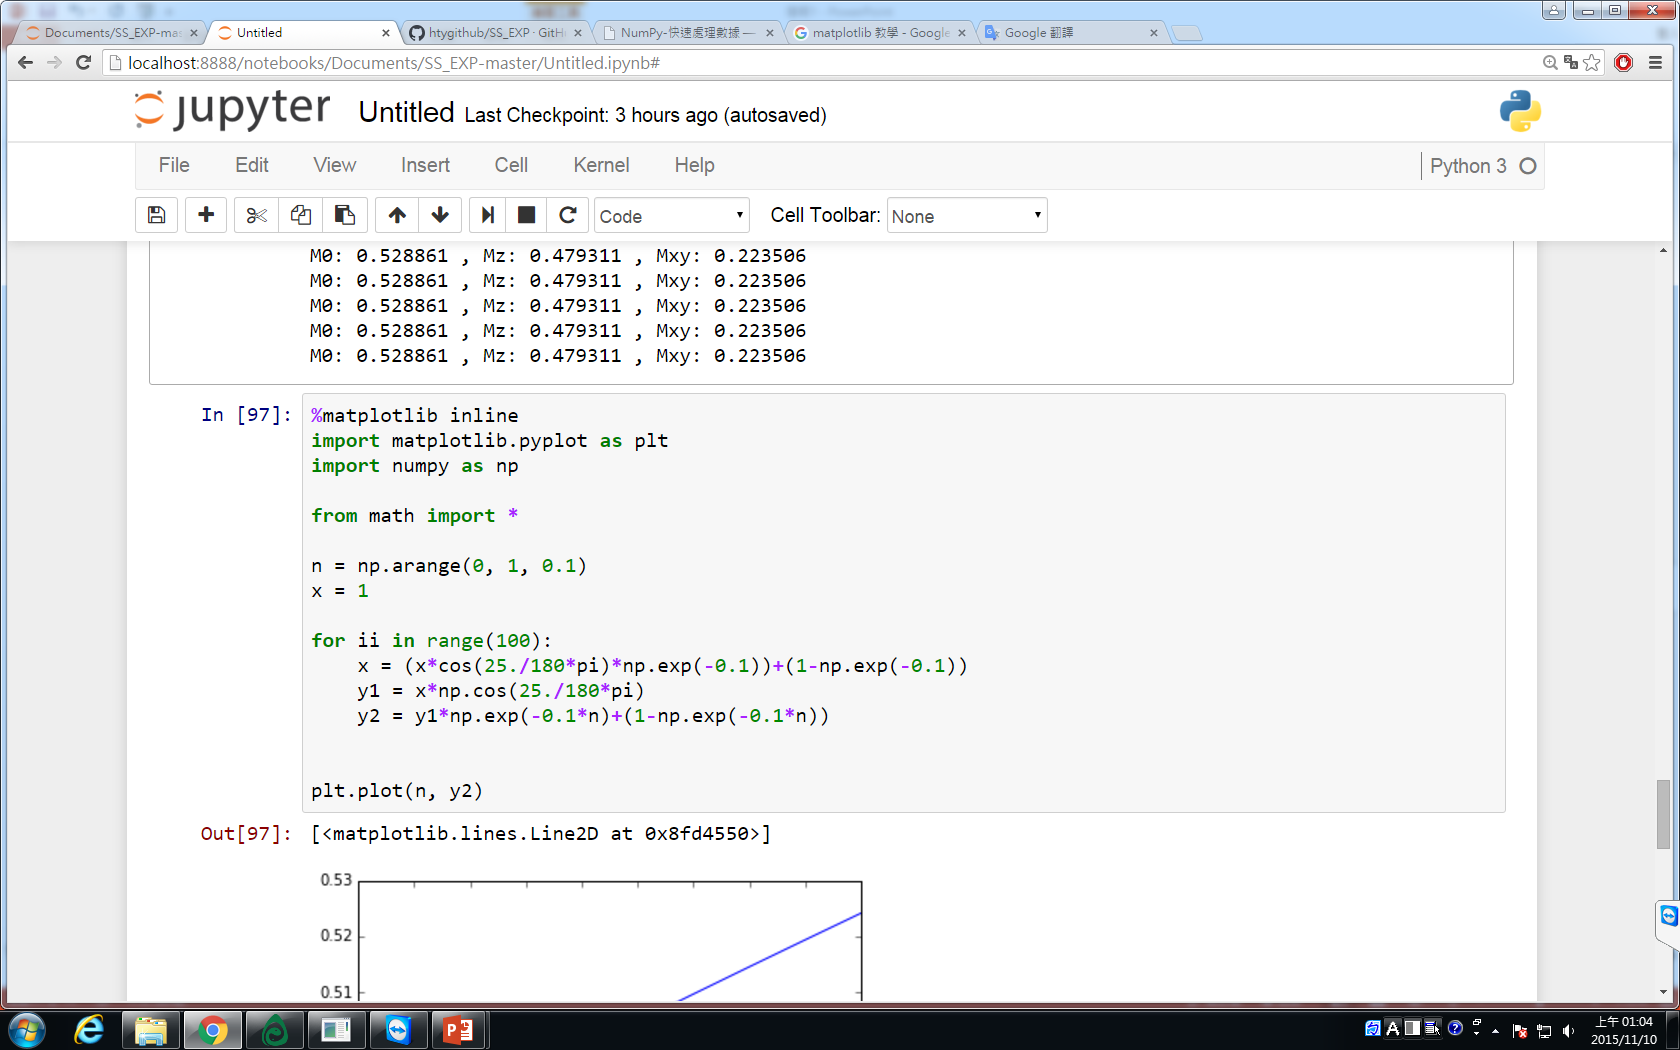 Documents/SS_EXP-mas
Untitled
htygithub/SS_EXP · GitH
NumPy-快速處理數據 —
matplotlib 教學 - Google
Google 翻譯
localhost:8888/notebooks/Documents/SS_EXP-master/Untitled.ipynb#
jupyter
Untitled Last Checkpoint: 3 hours ago (autosaved)
File Edit View Insert Cell Kernel Help
Python 3
Code
Cell Toolbar: None
M0: 0.528861 , Mz: 0.479311 , Mxy: 0.223506
M0: 0.528861 , Mz: 0.479311 , Mxy: 0.223506
M0: 0.528861 , Mz: 0.479311 , Mxy: 0.223506
M0: 0.528861 , Mz: 0.479311 , Mxy: 0.223506
M0: 0.528861 , Mz: 0.479311 , Mxy: 0.223506
In [97]: %matplotlib inline
import matplotlib.pyplot as plt
import numpy as np
from math import *
n = np.arange(0, 1, 0.1)
x = 1
for ii in range(100):
x = (x*cos(25./180*pi)*np.exp(-0.1))+(1-np.exp(-0.1))
y1 = x*np.cos(25./180*pi)
y2 = y1*np.exp(-0.1*n)+(1-np.exp(-0.1*n))
plt.plot(n, y2)
Out[97]: [<matplotlib.lines.Line2D at 0x8fd4550>]
0.53
0.52
0.51
上午 01:04
2015/11/10